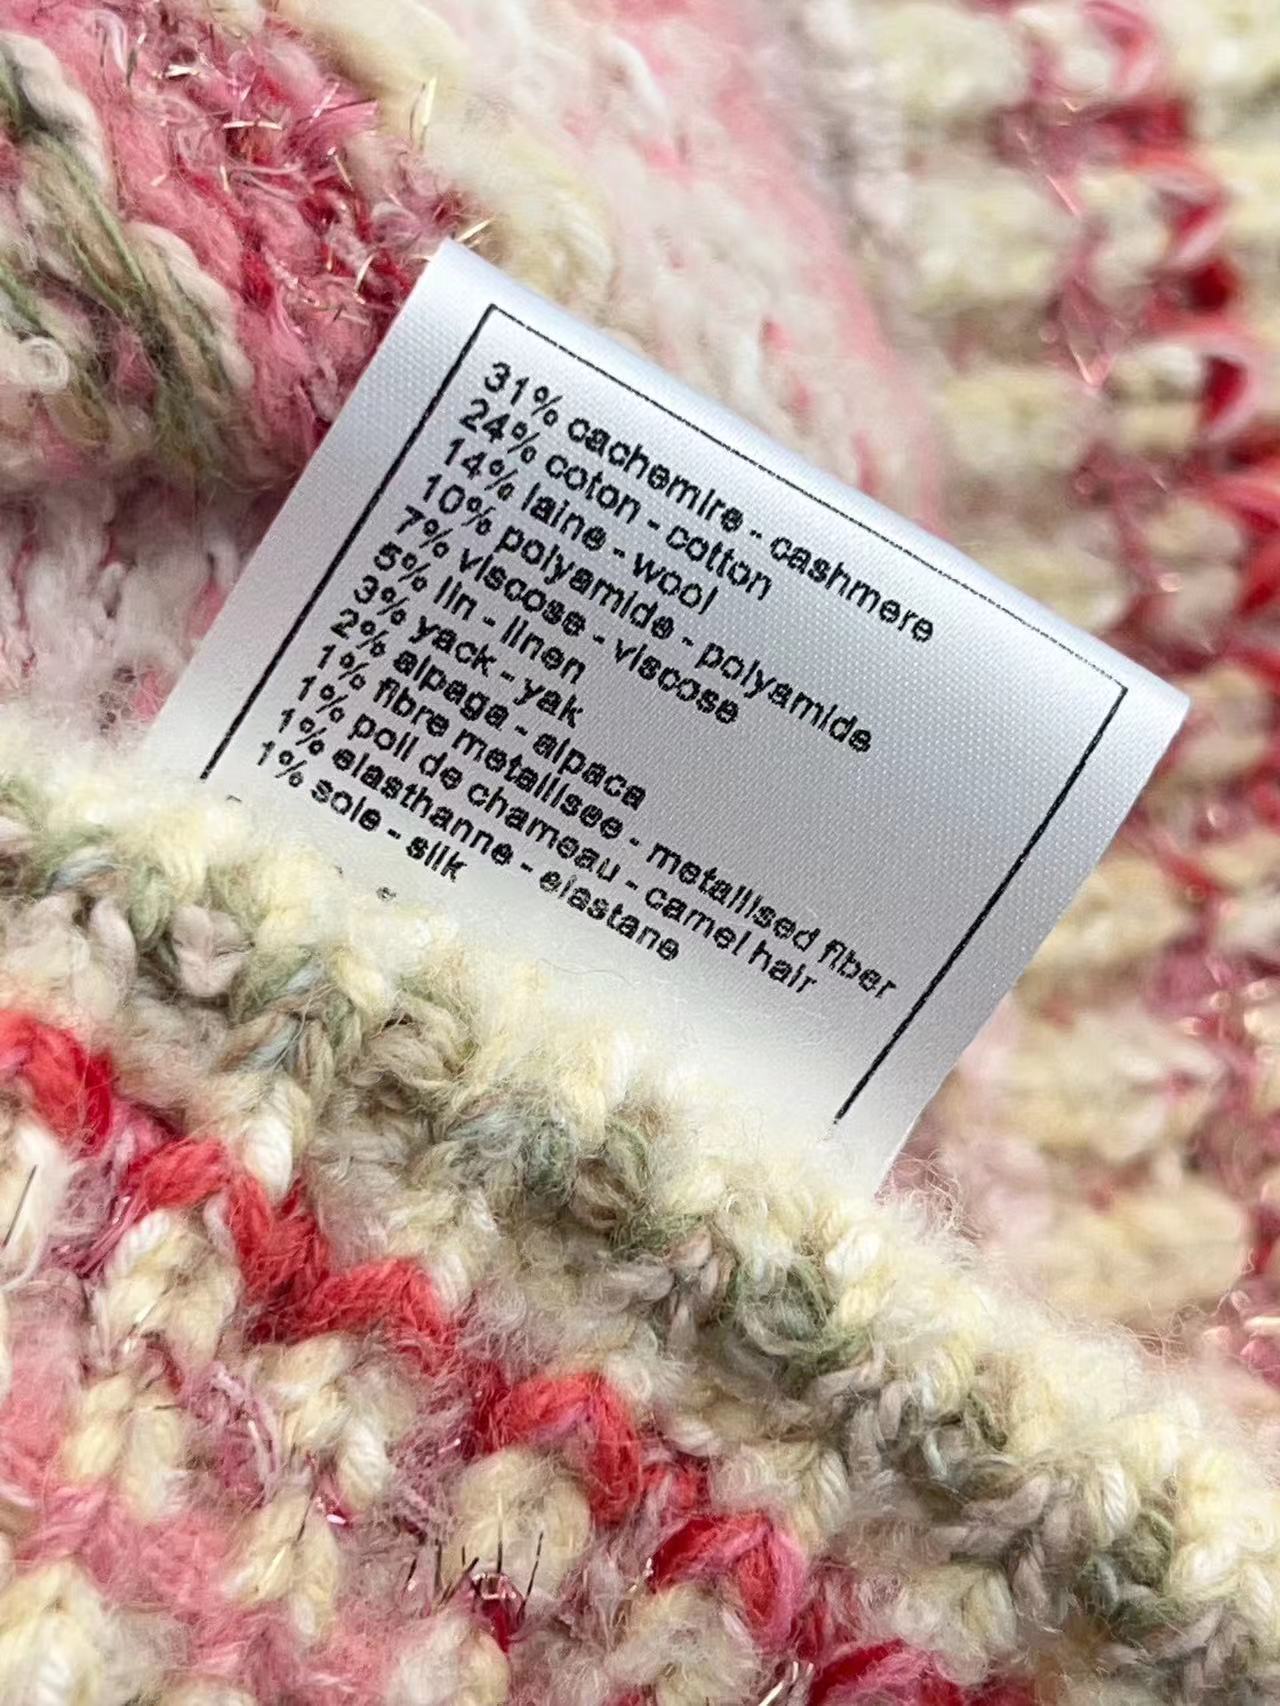 31% cachemire - cashmere
24% coton - cotton
14% laine - wool
10% polyamide - polyamide
7% viscose - viscose
5% lin - linen
3% yack - yak
2% alpaga - alpaca
1% fibre metallisee - metallised fiber
1% poil de chameau - camel hair
1% elasthanne - elastane
1% soie - silk